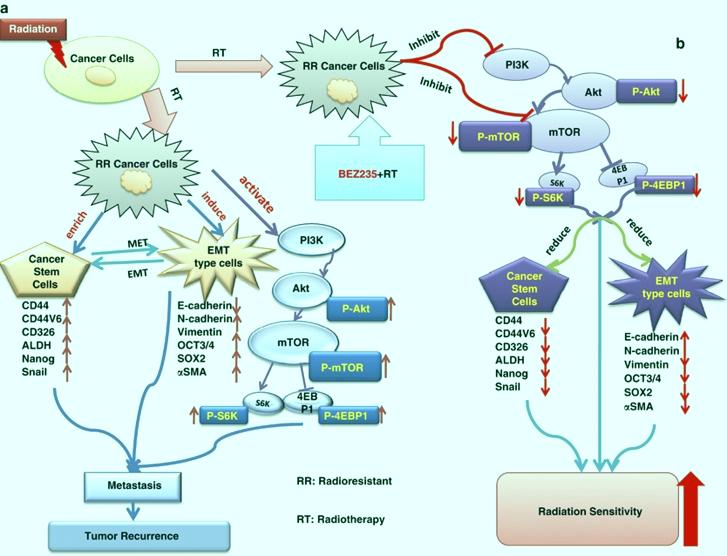 a
Radiation
Cancer Cells
RT
RT
RR Cancer Cells
BEZ235+RT
Inhibit
Inhibit
b
PI3K
Akt
P-Akt
P-mTOR
mTOR
S6K
P-S6K
4EB
P1
P-4EBP1
reduce
reduce
Cancer
Stem
Cells
EMT
type cells
CD44
CD44V6
CD326
ALDH
Nanog
Snail
E-cadherin
N-cadherin
Vimentin
OCT3/4
SOX2
αSMA
Radiation Sensitivity
RR Cancer Cells
enrich
induce
activate
Cancer
Stem
Cells
MET
EMT
EMT
type cells
CD44
CD44V6
CD326
ALDH
Nanog
Snail
E-cadherin
N-cadherin
Vimentin
OCT3/4
SOX2
αSMA
PI3K
Akt
P-Akt
mTOR
P-mTOR
S6K
P-S6K
4EB
P1
P-4EBP1
Metastasis
Tumor Recurrence
RR: Radioresistant
RT: Radiotherapy